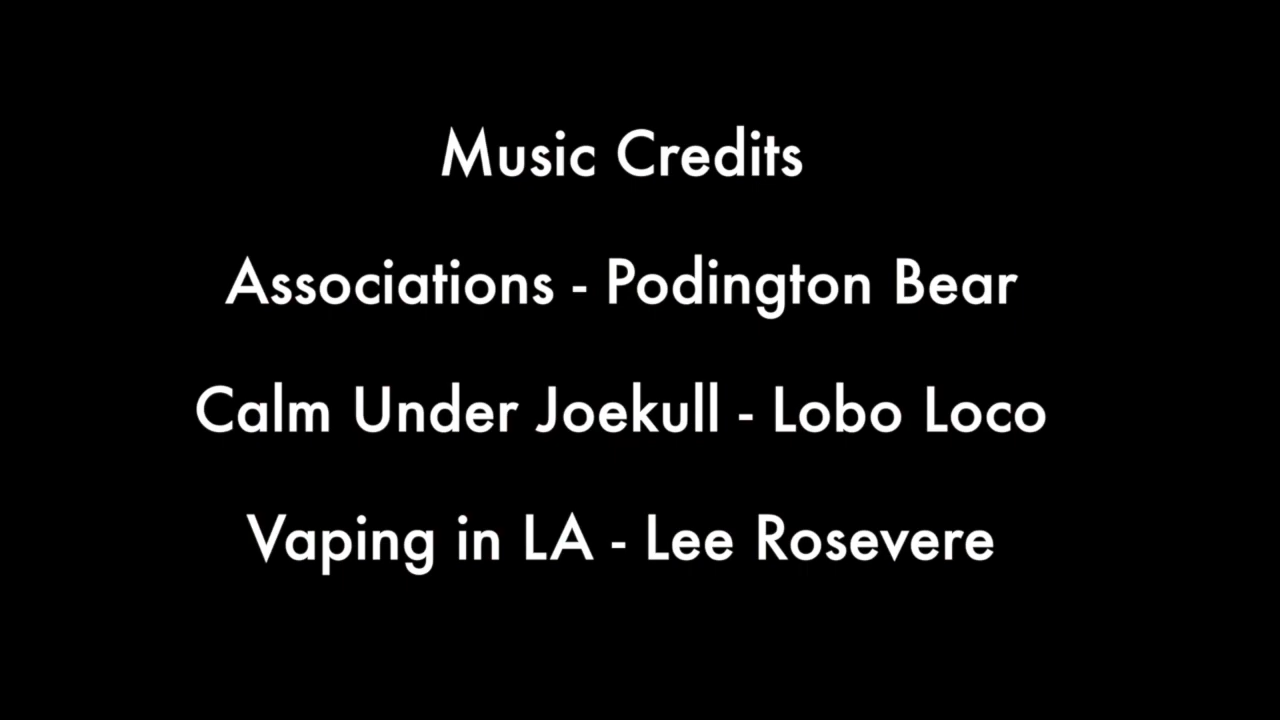 Music Credits
Associations - Podington Bear
Calm Under Joekull - Lobo Loco
Vaping in LA - Lee Rosevere